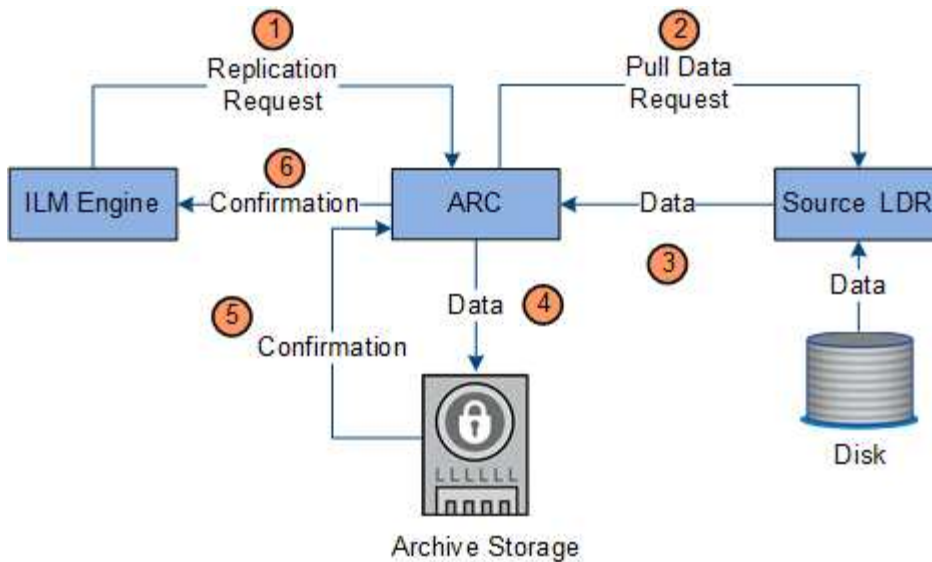 1
Replication
Request
2
Pull Data
Request
ILM Engine
6
Confirmation
ARC
Data
3
Source LDR
5
Confirmation
Data
4
Data
LLLLLL
Archive Storage
Disk